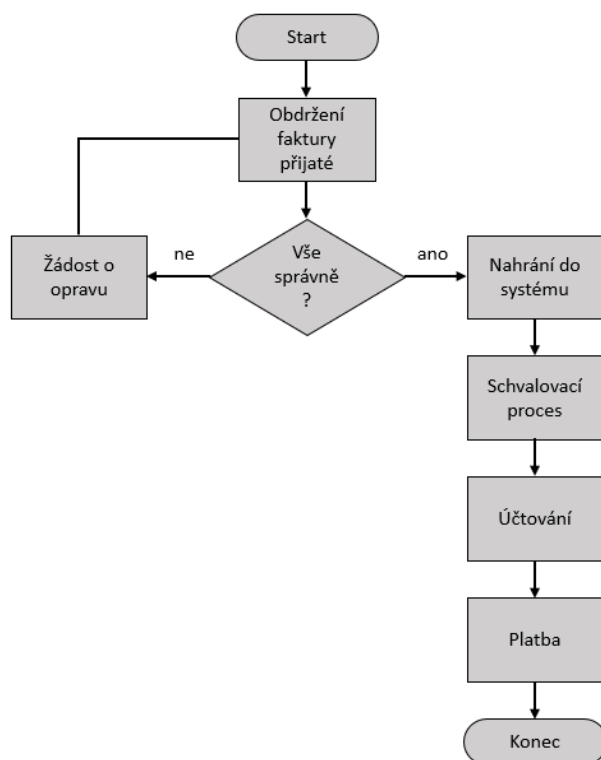 Start
Obdržení
faktury
přijaté
ne
Vše
správně
?
ano
Žádost o
opravu
Nahrání do
systému
Schvalovací
proces
Účtování
Platba
Konec